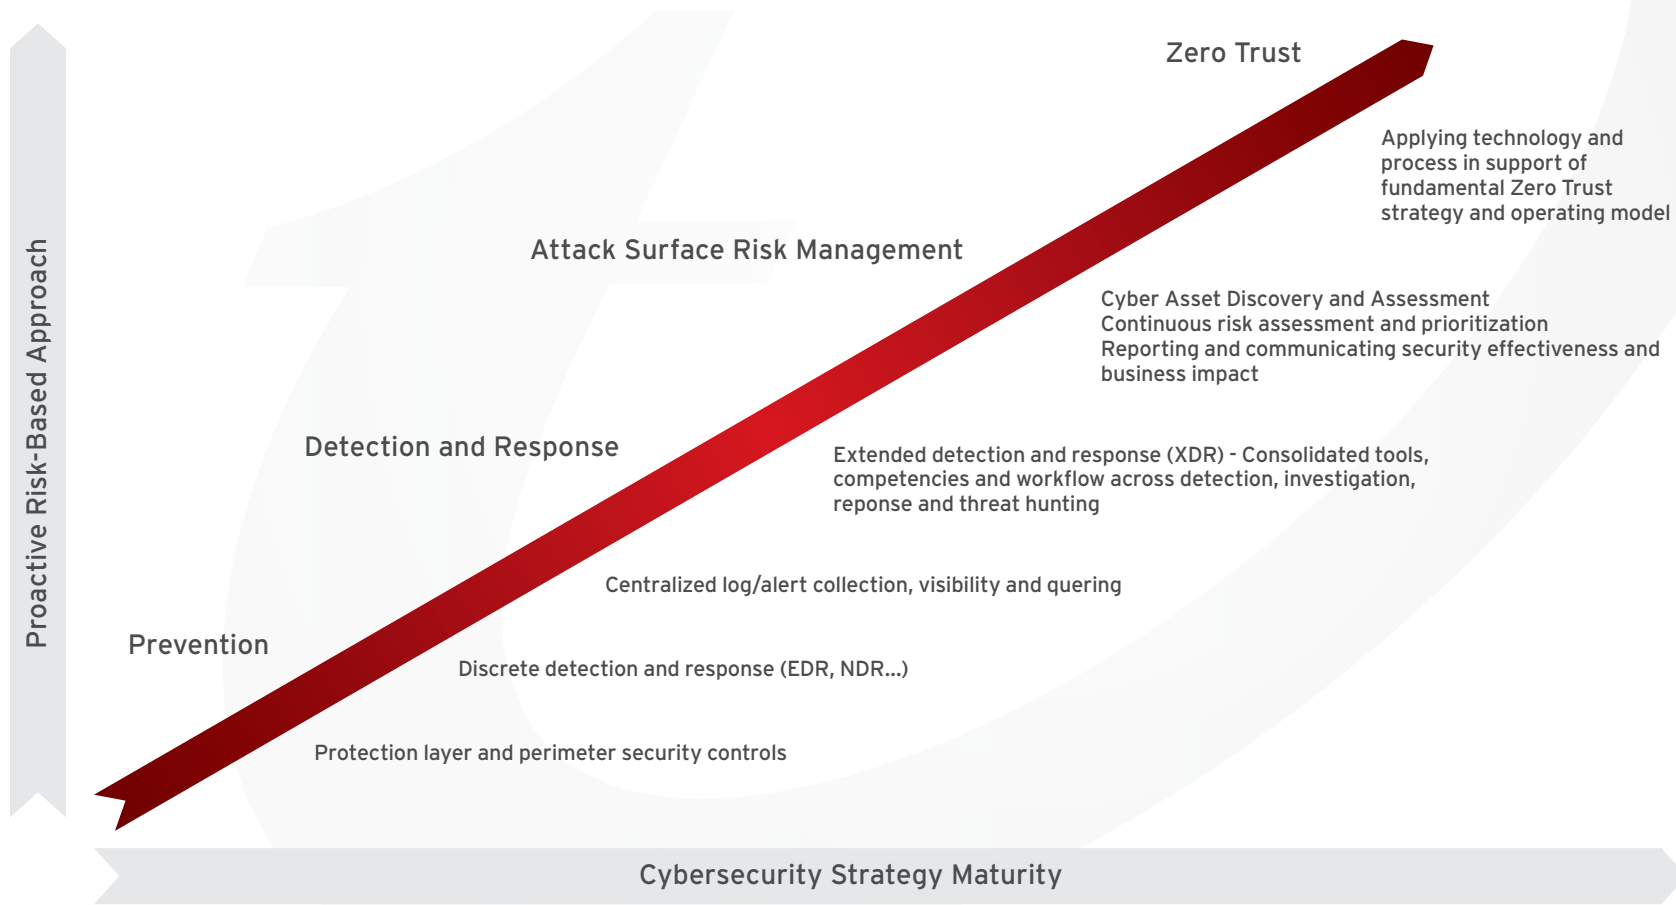 Zero Trust
Applying technology and
process in support of
fundamental Zero Trust
strategy and operating model
Attack Surface Risk Management
Cyber Asset Discovery and Assessment
Continuous risk assessment and prioritization
Reporting and communicating security effectiveness and
business impact
Detection and Response
Extended detection and response (XDR) - Consolidated tools,
competencies and workflow across detection, investigation,
reponse and threat hunting
Centralized log/alert collection, visibility and quering
Prevention
Discrete detection and response (EDR, NDR...)
Protection layer and perimeter security controls
Proactive Risk-Based Approach
Cybersecurity Strategy Maturity